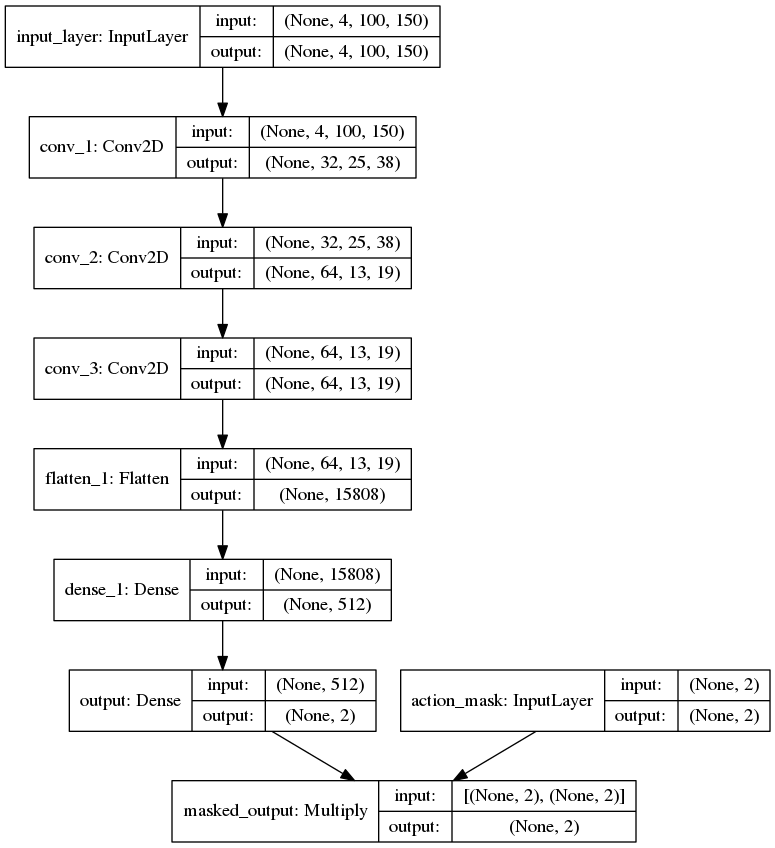 input_layer: InputLayer
input: (None, 4, 100, 150)
output: (None, 4, 100, 150)
conv_1: Conv2D
input: (None, 4, 100, 150)
output: (None, 32, 25, 38)
conv_2: Conv2D
input: (None, 32, 25, 38)
output: (None, 64, 13, 19)
conv_3: Conv2D
input: (None, 64, 13, 19)
output: (None, 64, 13, 19)
flatten_1: Flatten
input: (None, 64, 13, 19)
output: (None, 15808)
dense_1: Dense
input: (None, 15808)
output: (None, 512)
output: Dense
input: (None, 512)
output: (None, 2)
action_mask: InputLayer
input: (None, 2)
output: (None, 2)
masked_output: Multiply
input: [(None, 2), (None, 2)]
output: (None, 2)